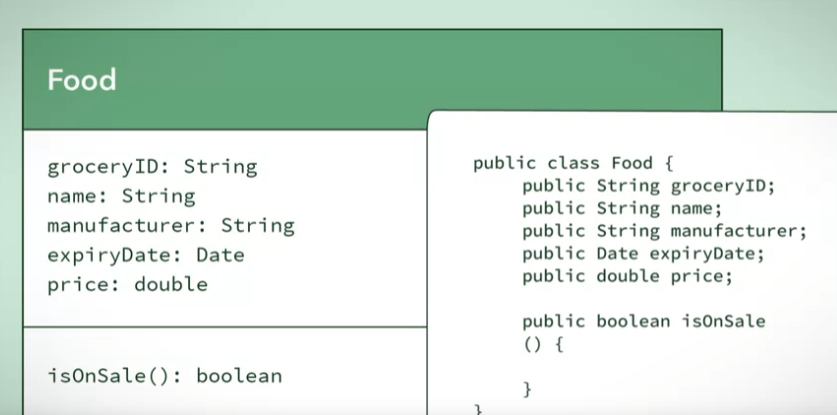 Food
groceryID: String
name: String
manufacturer: String
expiryDate: Date
price: double
isOnSale(): boolean
public class Food {
public String groceryID;
public String name;
public String manufacturer;
public Date expiryDate;
public double price;
public boolean isOnSale
() {
}
}